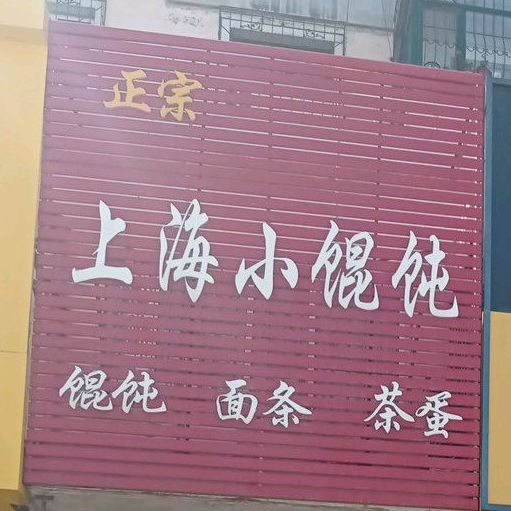 正宗
上海小馄饨
馄饨 面条 茶蛋